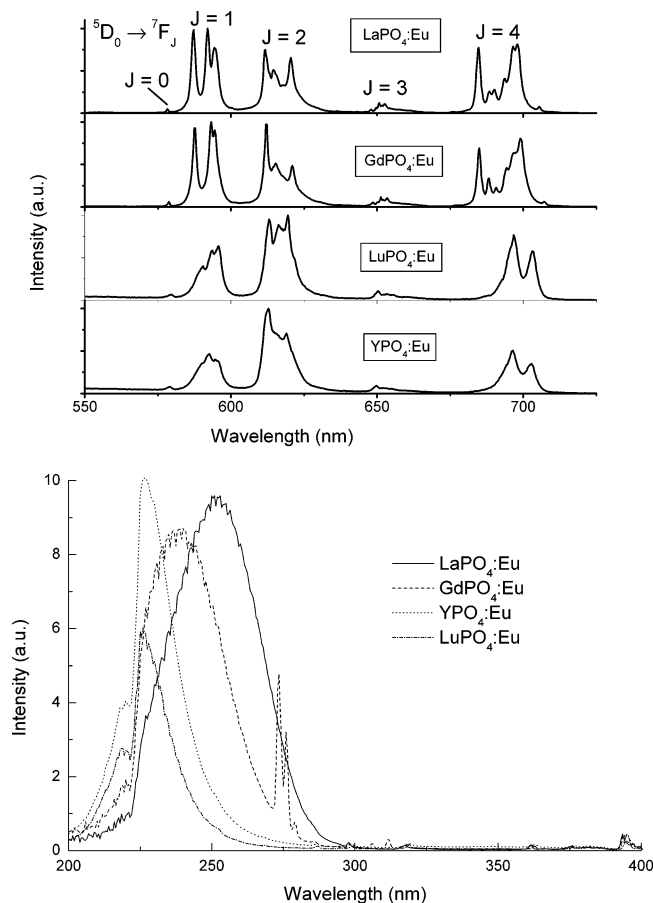 ⁵D₀ → ⁷F_J
J = 0
J = 1
J = 2
J = 3
J = 4
LaPO₄:Eu
GdPO₄:Eu
LuPO₄:Eu
YPO₄:Eu
Intensity (a.u.)
550 600 650 700
Wavelength (nm)
10
8
6
4
2
0
Intensity (a.u.)
LaPO₄:Eu
GdPO₄:Eu
YPO₄:Eu
LuPO₄:Eu
200 250 300 350 400
Wavelength (nm)